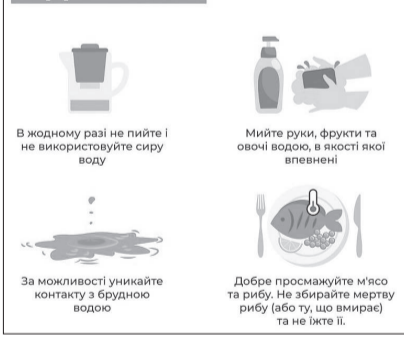 В жодному разі не пийте і
не використовуйте сиру
воду
Мийте руки, фрукти та
овочі водою, в якості якої
впевнені
За можливості уникайте
контакту з брудною
водою
Добре просмажуйте м'ясо
та рибу. Не збирайте мертву
рибу (або ту, що вмирає)
та не їжте її.